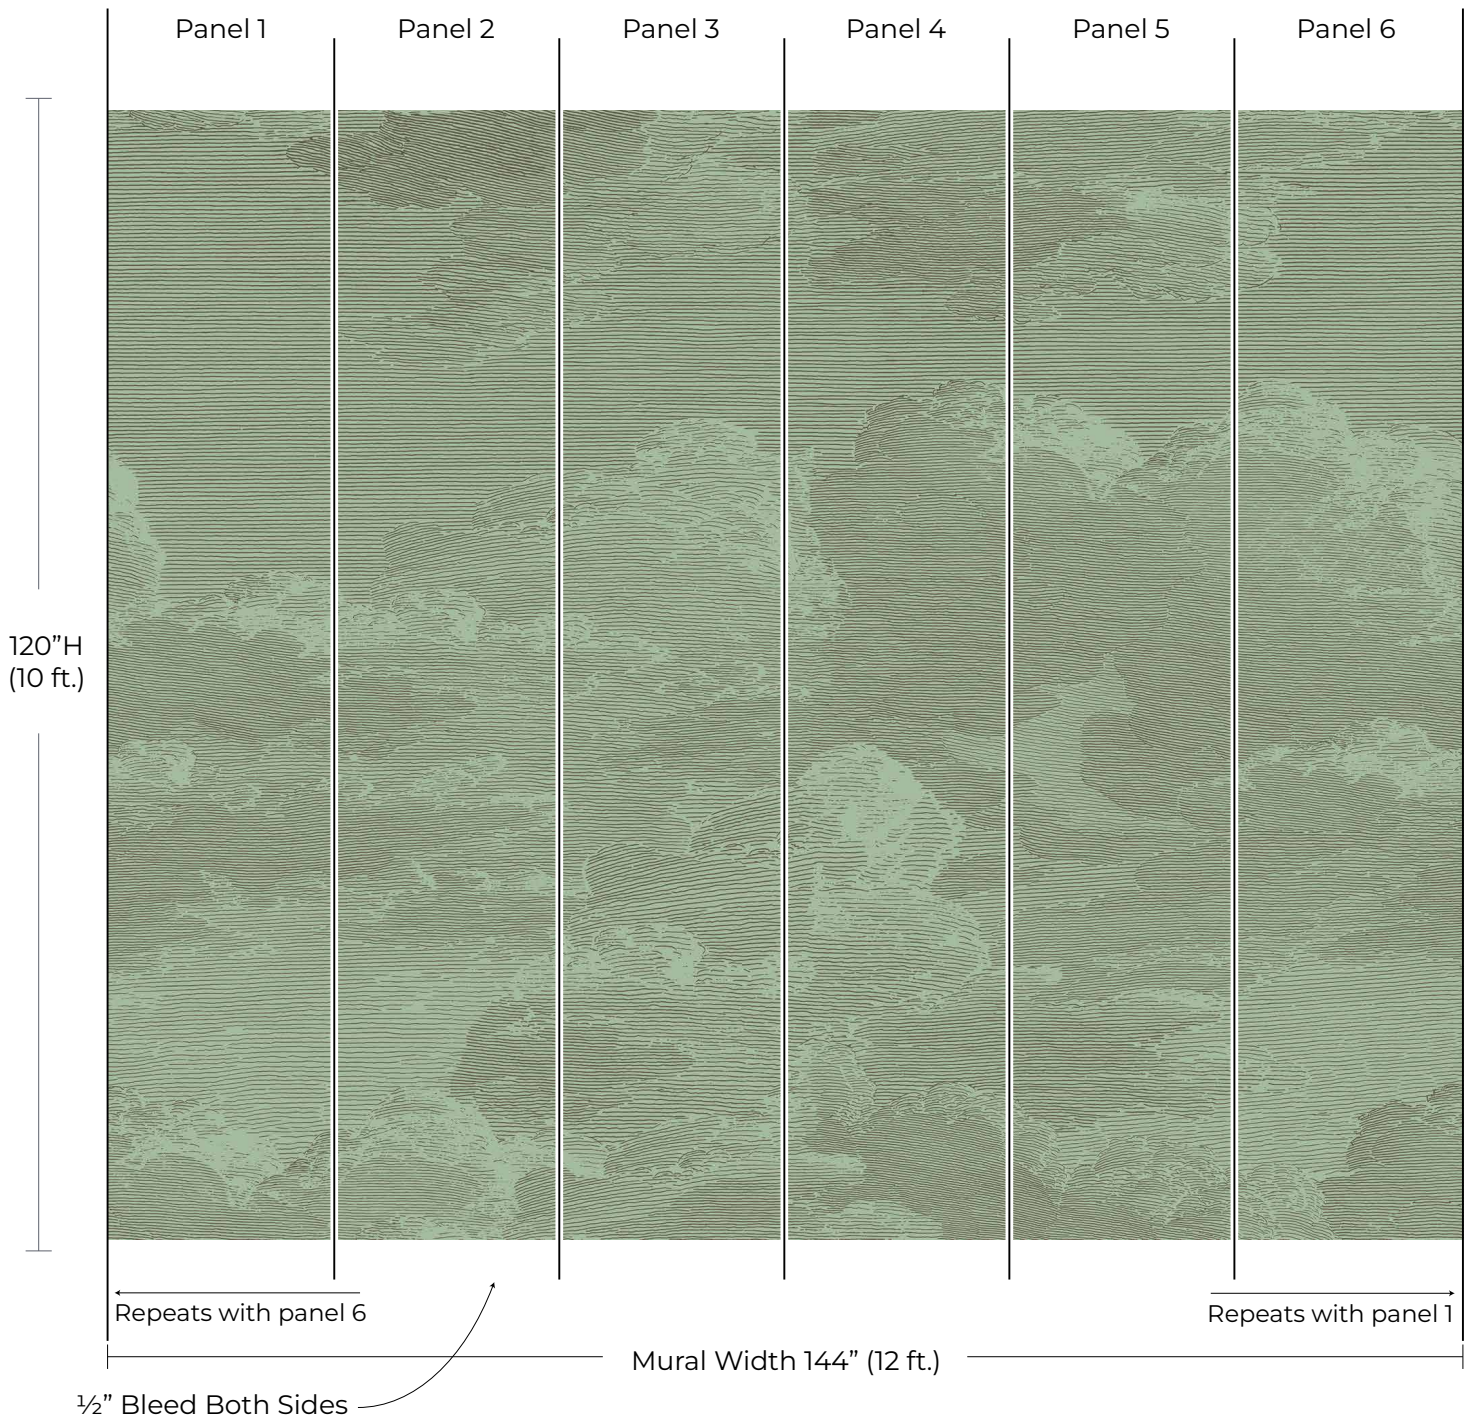 Panel 1
Panel 2
Panel 3
Panel 4
Panel 5
Panel 6
120”H
(10 ft.)
Repeats with panel 6
Repeats with panel 1
Mural Width 144” (12 ft.)
½” Bleed Both Sides